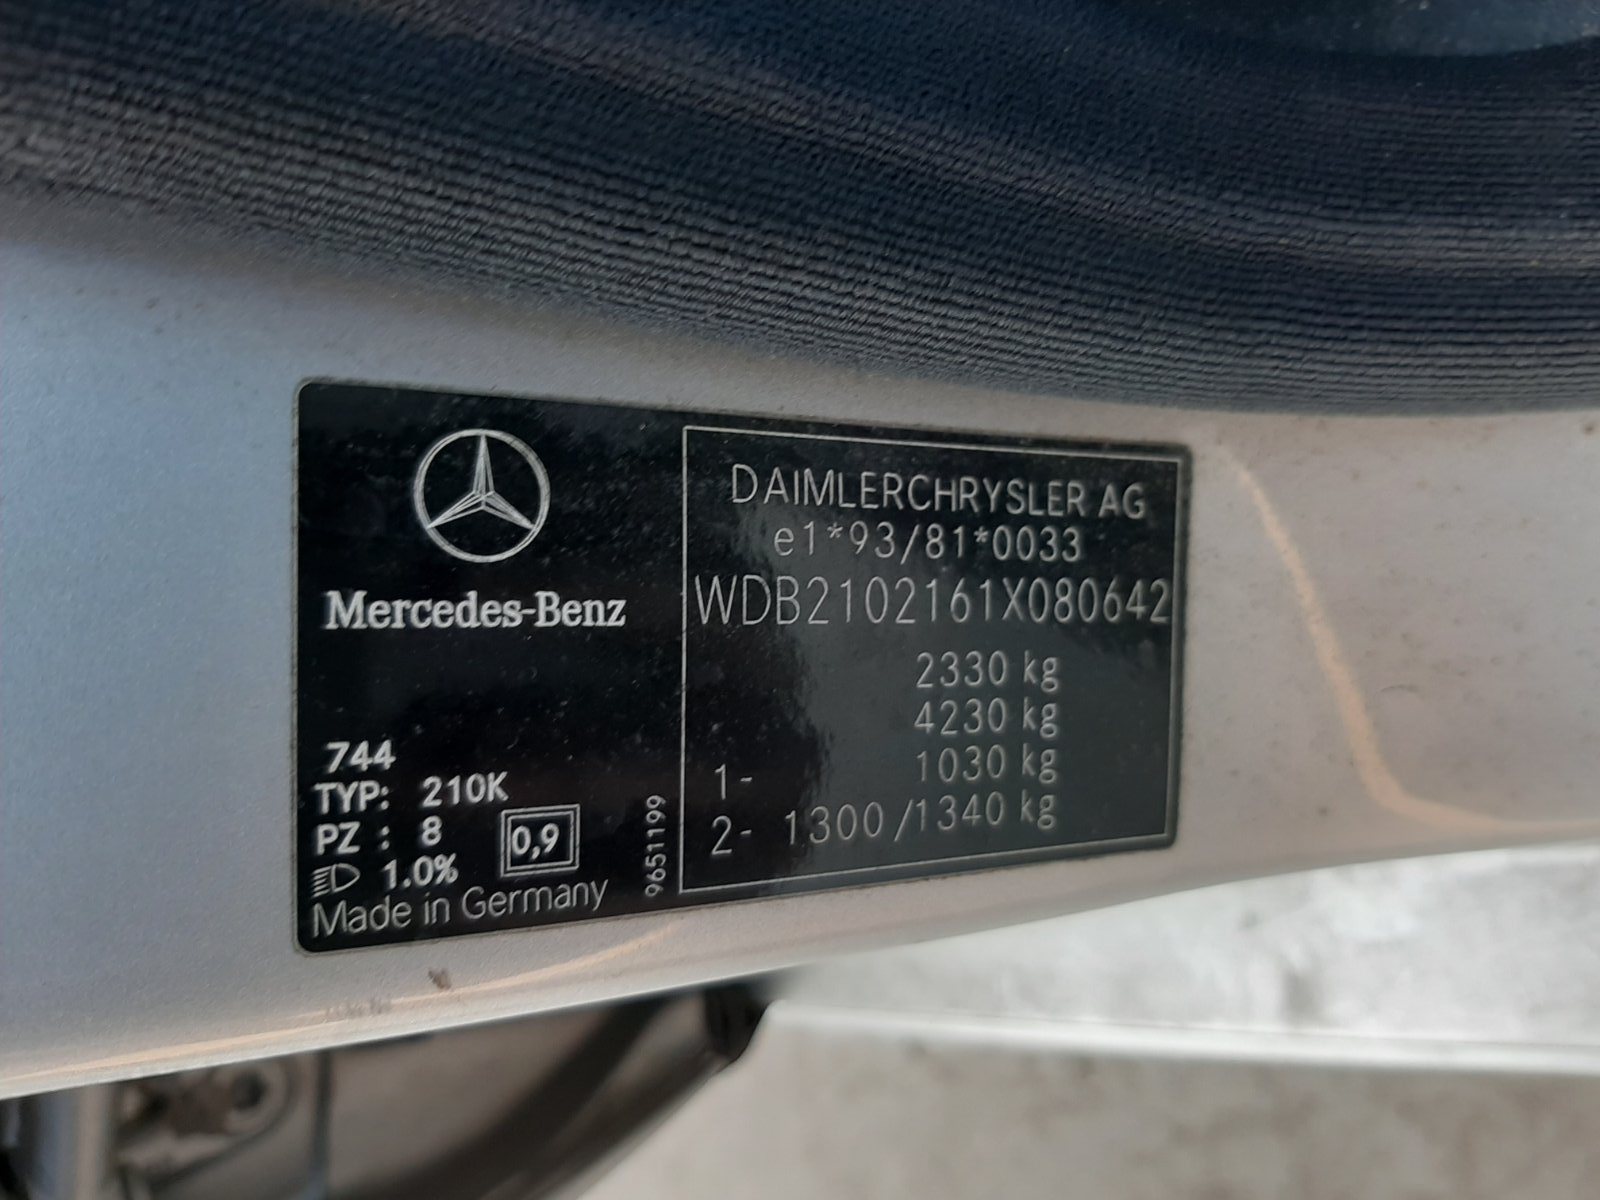 Mercedes-Benz
744
TYP: 210K
PZ : 8
0,9
1.0%
Made in Germany
9651199
DAIMLERCHRYSLER AG
e1*93/81*0033
WDB2102161X080642
2330 kg
4230 kg
1- 1030 kg
2- 1300/1340 kg